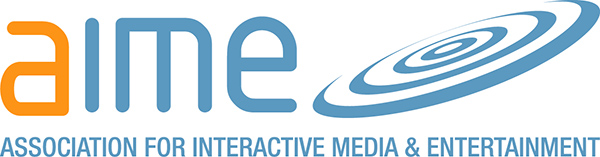 aime
ASSOCIATION FOR INTERACTIVE MEDIA & ENTERTAINMENT